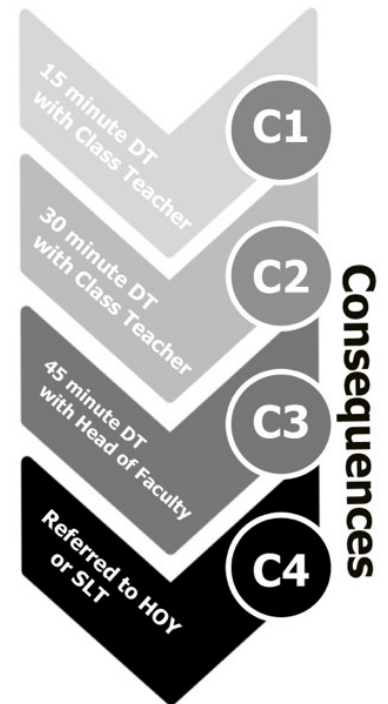 15 minute DT
with Class Teacher
C1
30 minute DT
with Class Teacher
C2
45 minute DT
with Head of Faculty
C3
Referred to HOY
or SLT
C4
Consequences